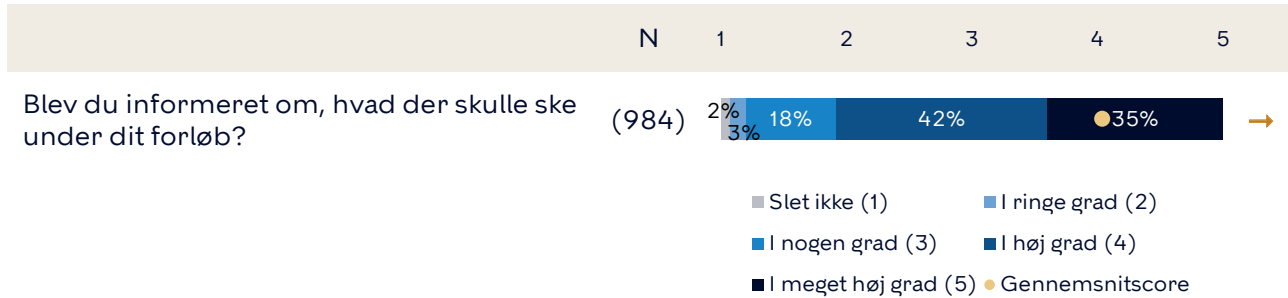 N 1 2 3 4 5
Blev du informeret om, hvad der skulle ske
under dit forløb?
(984)
2% 3% 18% 42% 35%
Slet ikke (1) I ringe grad (2)
I nogen grad (3) I høj grad (4)
I meget høj grad (5) Gennemsnitscore